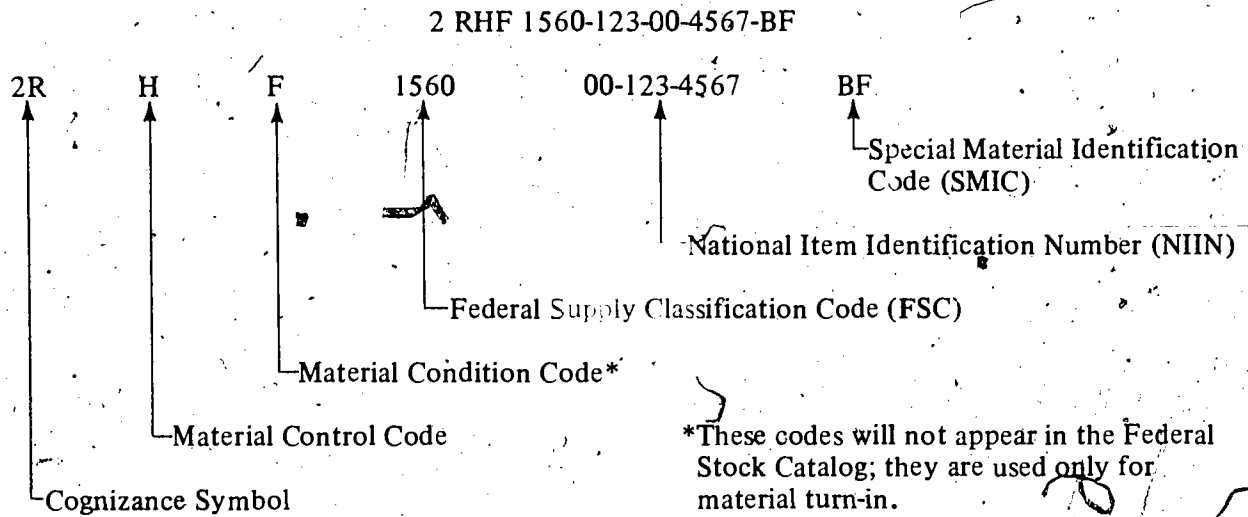 2 RHF 1560-123-00-4567-BF
2R H F 1560 00-123-4567 BF
Special Material Identification
Code (SMIC)
National Item Identification Number (NIIN)
Federal Supply Classification Code (FSC)
Material Condition Code*
Material Control Code
*These codes will not appear in the Federal
Stock Catalog; they are used only for
material turn-in.
Cognizance Symbol